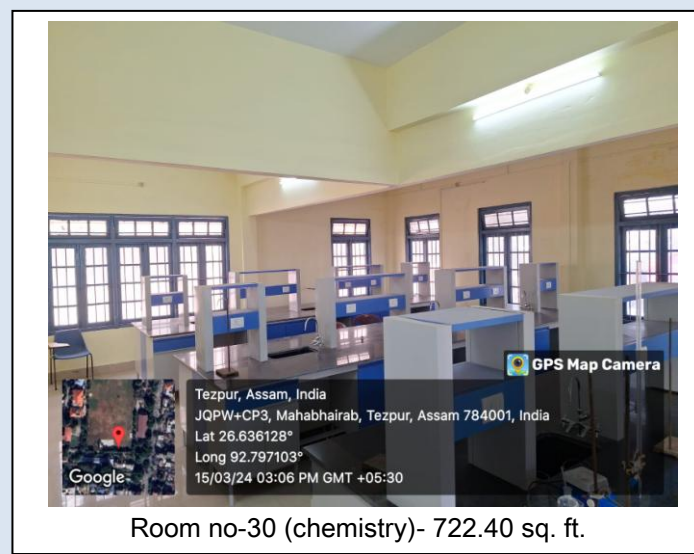 GPS Map Camera
Tezpur, Assam, India
JQPW+CP3, Mahabhairab, Tezpur, Assam 784001, India
Lat 26.636128°
Long 92.797103°
15/03/24 03:06 PM GMT +05:30
Google
Room no-30 (chemistry)- 722.40 sq. ft.